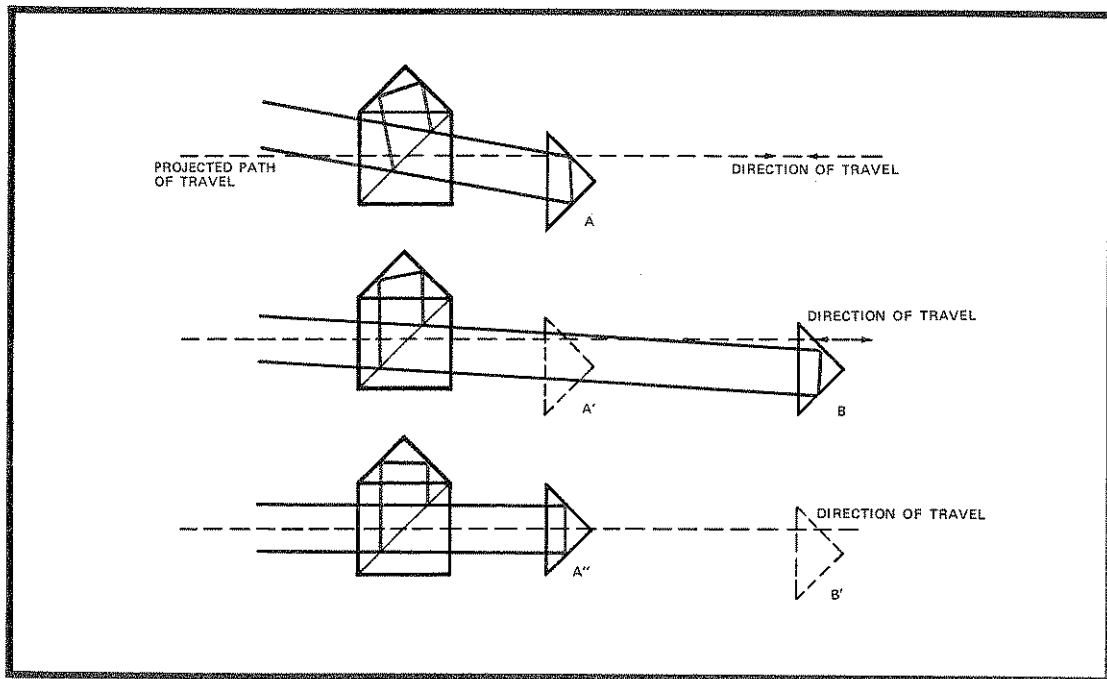 PROJECTED PATH
OF TRAVEL
DIRECTION OF TRAVEL
A
DIRECTION OF TRAVEL
A'
B
DIRECTION OF TRAVEL
A"
B'